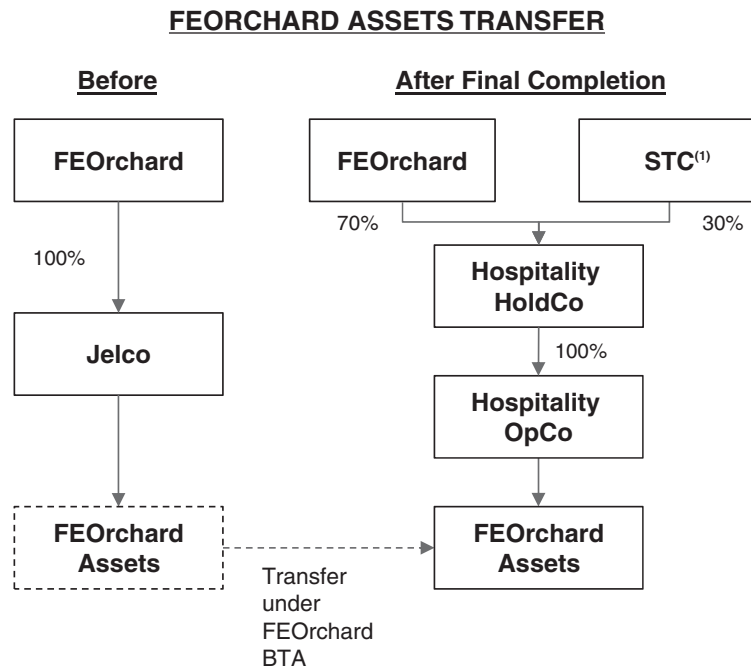 FEORCHARD ASSETS TRANSFER
Before
After Final Completion
FEOrchard
FEOrchard
STC(1)
70%
30%
100%
Hospitality
HoldCo
Jelco
100%
Hospitality
OpCo
FEOrchard
Assets
FEOrchard
Assets
Transfer
under
FEOrchard
BTA